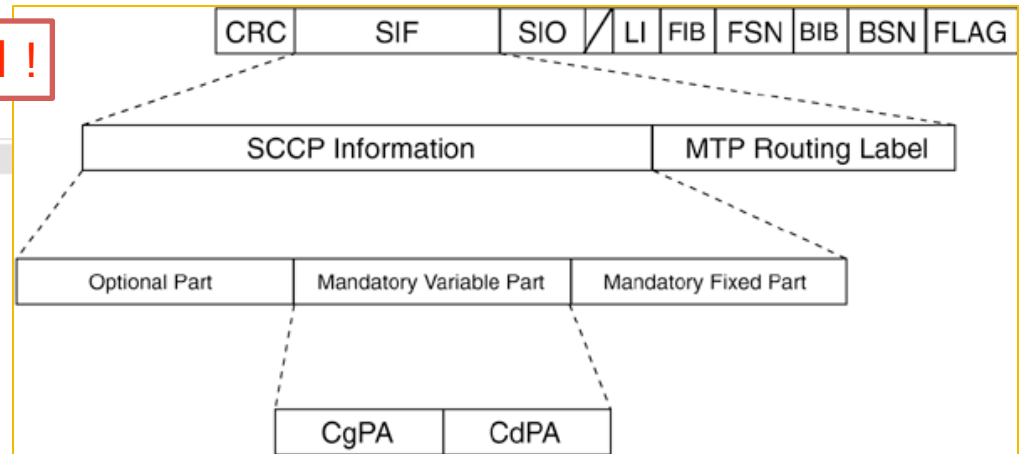 !
CRC SIF SIO LI FIB FSN BIB BSN FLAG
SCCP Information MTP Routing Label
Optional Part Mandatory Variable Part Mandatory Fixed Part
CgPA CdPA